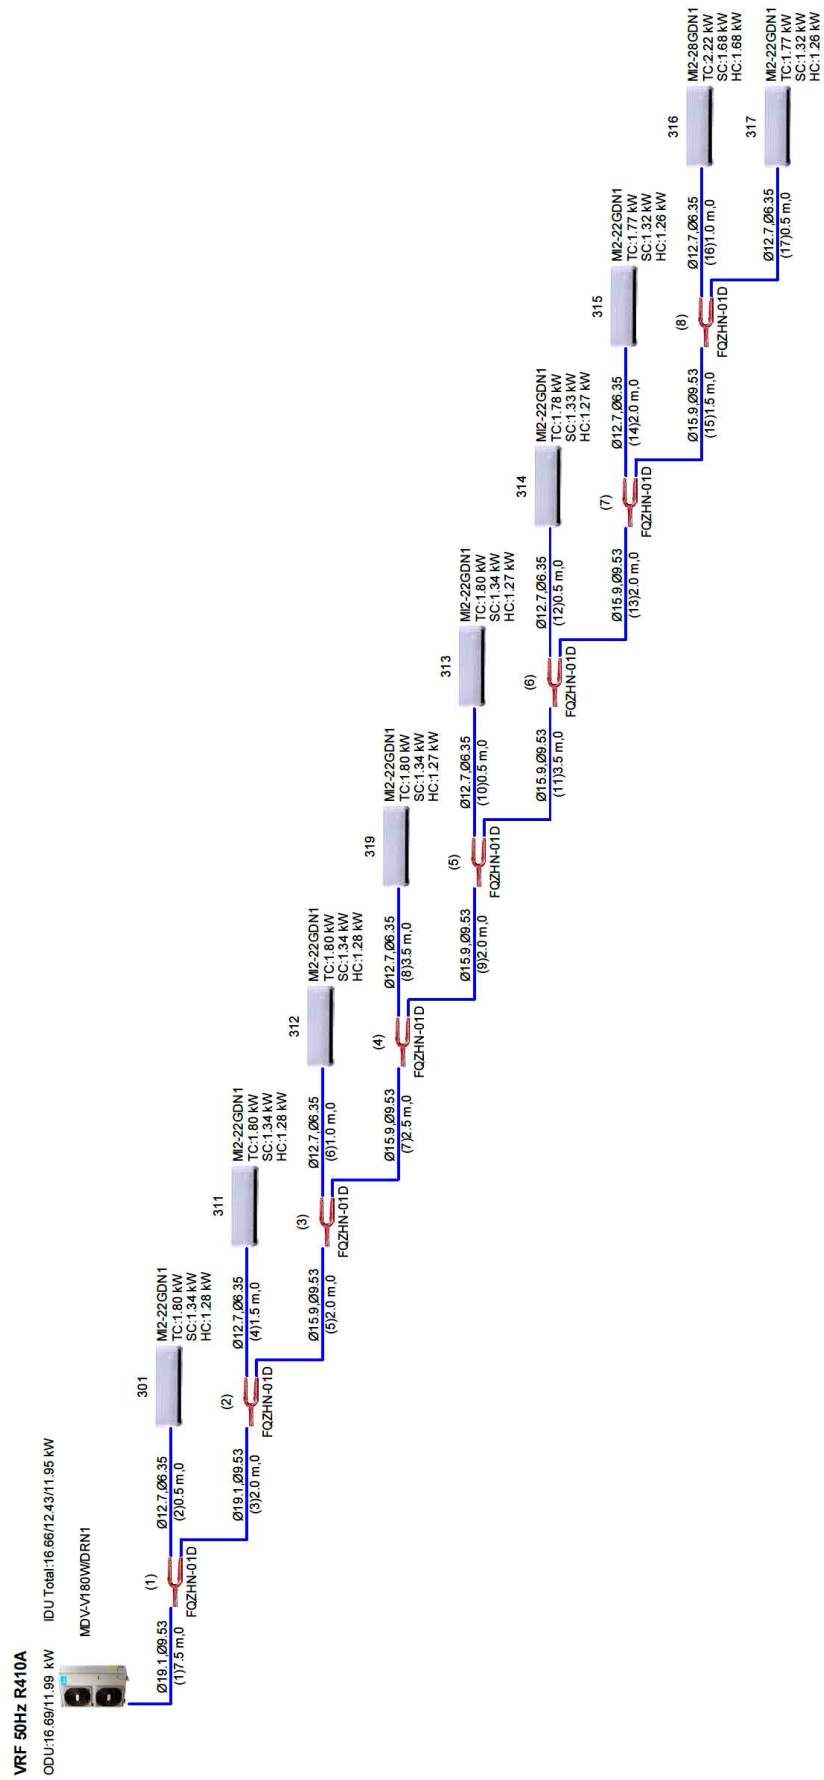 VRF 50Hz R410A
ODU:16.69/11.99 kW
IDU Total:16.66/12.43/11.95 kW
MDV-V180W/DRN1
Ø19.1,Ø9.53
(1)7.5 m,0
(1)
FQZHN-01D
Ø12.7,Ø6.35
(2)0.5 m,0
301
MI2-22GDN1
TC:1.80 kW
SC:1.34 kW
HC:1.28 kW
Ø19.1,Ø9.53
(3)2.0 m,0
(2)
FQZHN-01D
Ø12.7,Ø6.35
(4)1.5 m,0
311
MI2-22GDN1
TC:1.80 kW
SC:1.34 kW
HC:1.28 kW
Ø15.9,Ø9.53
(5)2.0 m,0
(3)
FQZHN-01D
Ø12.7,Ø6.35
(6)1.0 m,0
312
MI2-22GDN1
TC:1.80 kW
SC:1.34 kW
HC:1.28 kW
Ø15.9,Ø9.53
(7)2.5 m,0
(4)
FQZHN-01D
Ø12.7,Ø6.35
(8)3.5 m,0
319
MI2-22GDN1
TC:1.80 kW
SC:1.34 kW
HC:1.27 kW
Ø15.9,Ø9.53
(9)2.0 m,0
(5)
FQZHN-01D
Ø12.7,Ø6.35
(10)0.5 m,0
313
MI2-22GDN1
TC:1.80 kW
SC:1.34 kW
HC:1.27 kW
Ø15.9,Ø9.53
(11)3.5 m,0
(6)
FQZHN-01D
Ø12.7,Ø6.35
(12)0.5 m,0
314
MI2-22GDN1
TC:1.78 kW
SC:1.33 kW
HC:1.27 kW
Ø15.9,Ø9.53
(13)2.0 m,0
(7)
FQZHN-01D
Ø12.7,Ø6.35
(14)2.0 m,0
315
MI2-22GDN1
TC:1.77 kW
SC:1.32 kW
HC:1.26 kW
Ø15.9,Ø9.53
(15)1.5 m,0
(8)
FQZHN-01D
Ø12.7,Ø6.35
(16)1.0 m,0
316
MI2-28GDN1
TC:2.22 kW
SC:1.68 kW
HC:1.68 kW
Ø12.7,Ø6.35
(17)0.5 m,0
317
MI2-22GDN1
TC:1.77 kW
SC:1.32 kW
HC:1.26 kW